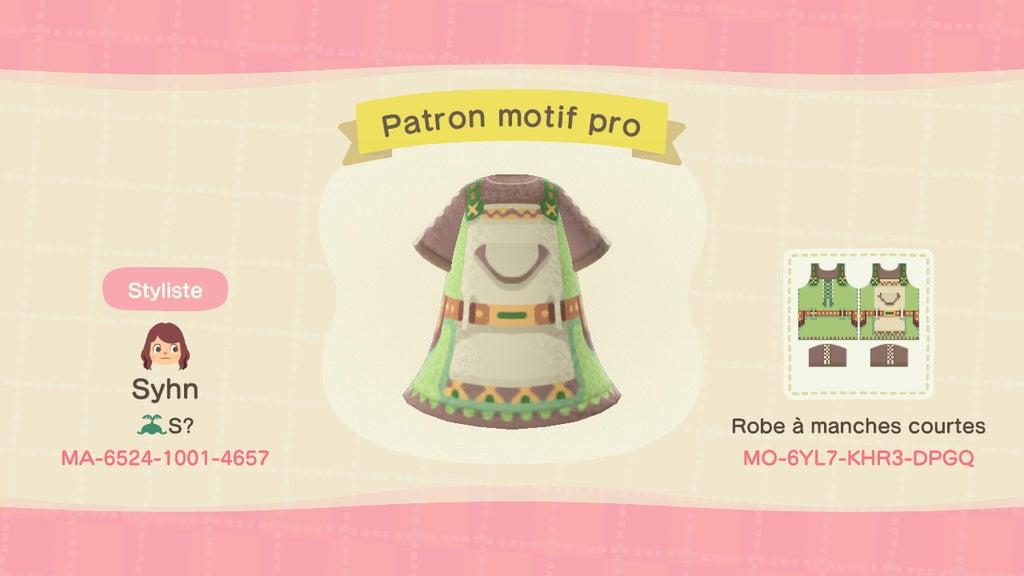 Patron motif pro
Styliste
Syhn
S?
MA-6524-1001-4657
Robe à manches courtes
MO-6YL7-KHR3-DPGQ